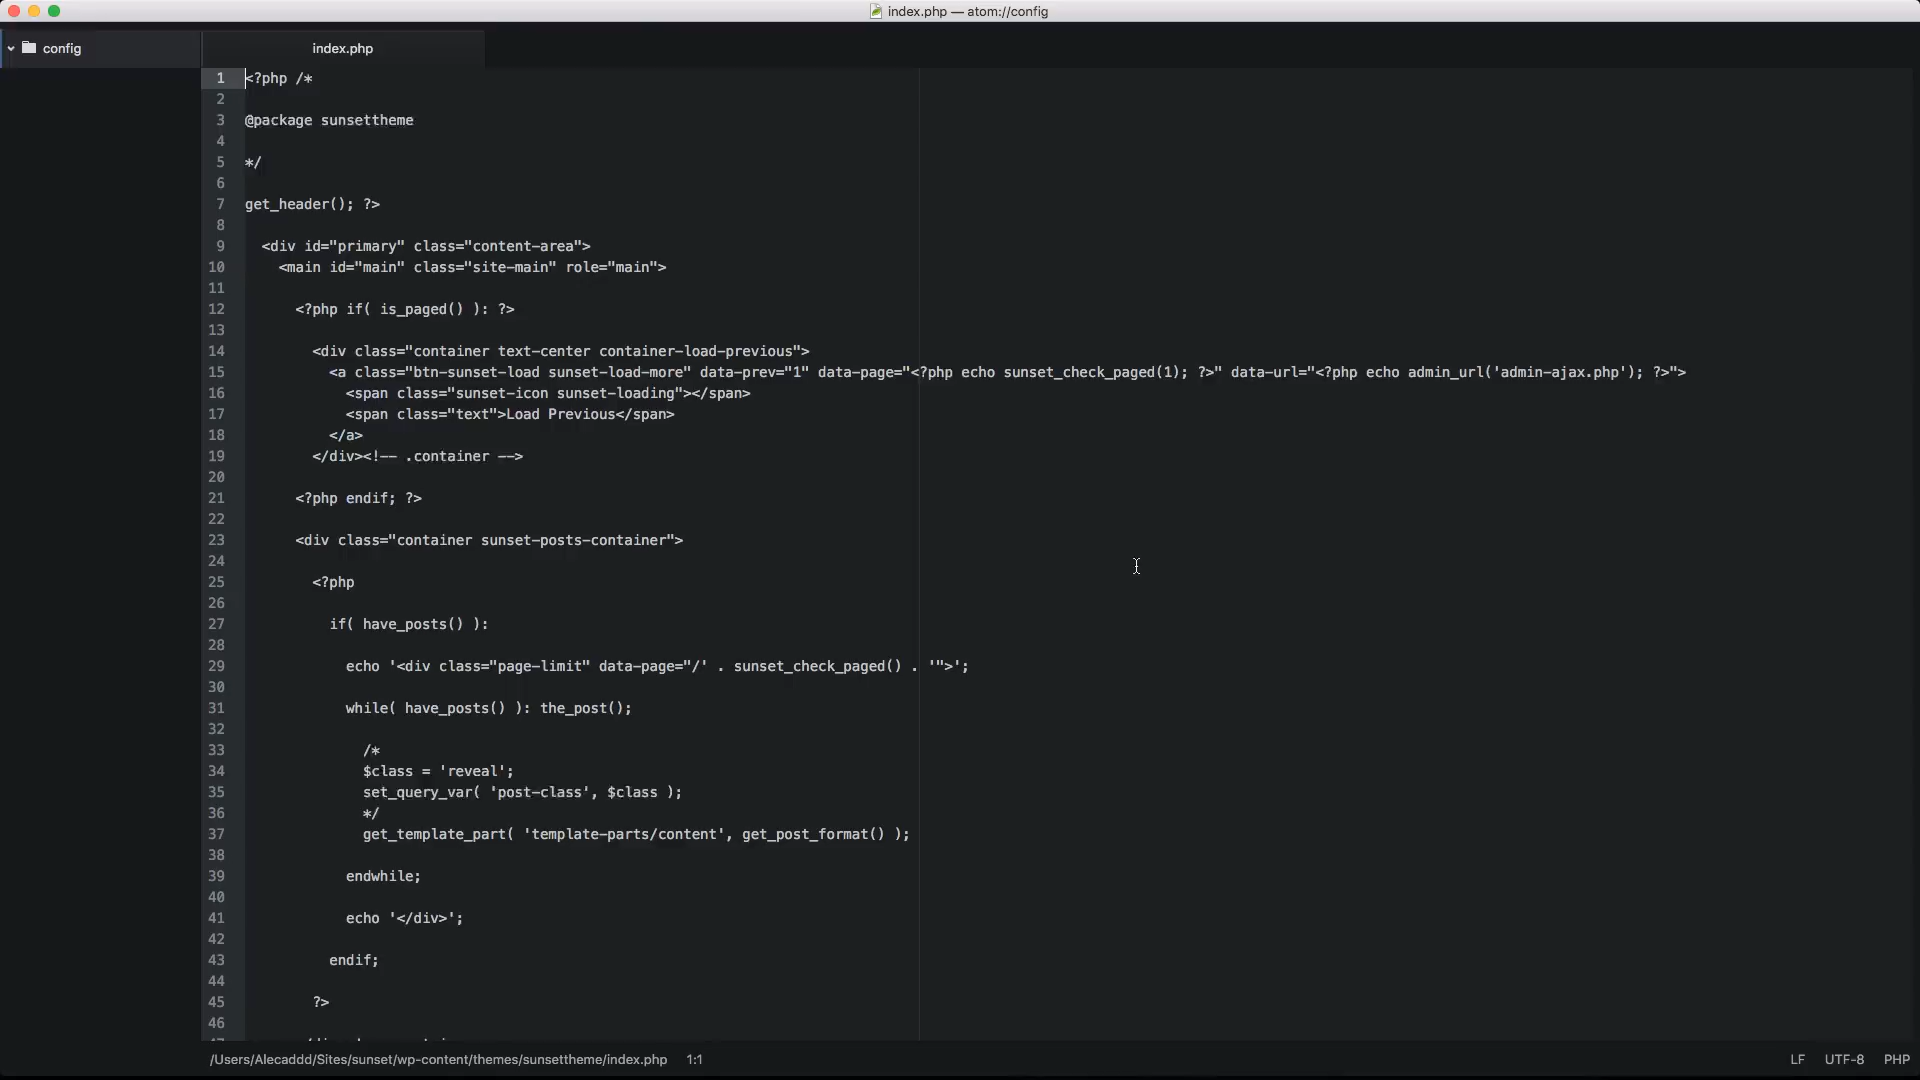 index.php — atom://config
config
index.php
1 <?php /*
2
3 @package sunsettheme
4
5 */
6
7 get_header(); ?>
8
9 <div id="primary" class="content-area">
10 <main id="main" class="site-main" role="main">
11
12 <?php if( is_paged() ): ?>
13
14 <div class="container text-center container-load-previous">
15 <a class="btn-sunset-load sunset-load-more" data-prev="1" data-page="<?php echo sunset_check_paged(1); ?>" data-url="<?php echo admin_url('admin-ajax.php'); ?>">
16 <span class="sunset-icon sunset-loading"></span>
17 <span class="text">Load Previous</span>
18 </a>
19 </div><!-- .container -->
20
21 <?php endif; ?>
22
23 <div class="container sunset-posts-container">
24
25 <?php
26
27 if( have_posts() ):
28
29 echo '<div class="page-limit" data-page="/' . sunset_check_paged() . '">';
30
31 while( have_posts() ): the_post();
32
33 /*
34 $class = 'reveal';
35 set_query_var( 'post-class', $class );
36 */
37 get_template_part( 'template-parts/content', get_post_format() );
38
39 endwhile;
40
41 echo '</div>';
42
43 endif;
44
45 ?>
46
/Users/Alecaddd/Sites/sunset/wp-content/themes/sunsettheme/index.php 1:1
LF UTF-8 PHP